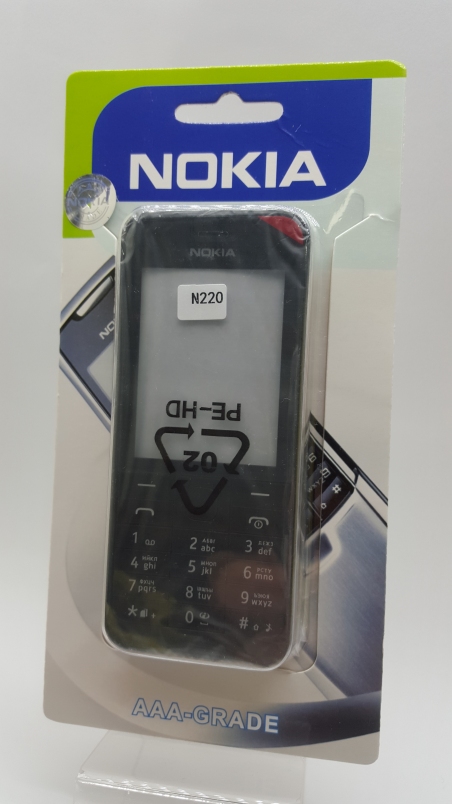 NOKIA
NOKIA
NOKIA
N220
PE-HD
02
1
2 abc
3 def
4 ghi
5 jkl
6 mno
7 pqrs
8 tuv
9 wxyz
* +
0
#
AAA-GRADE